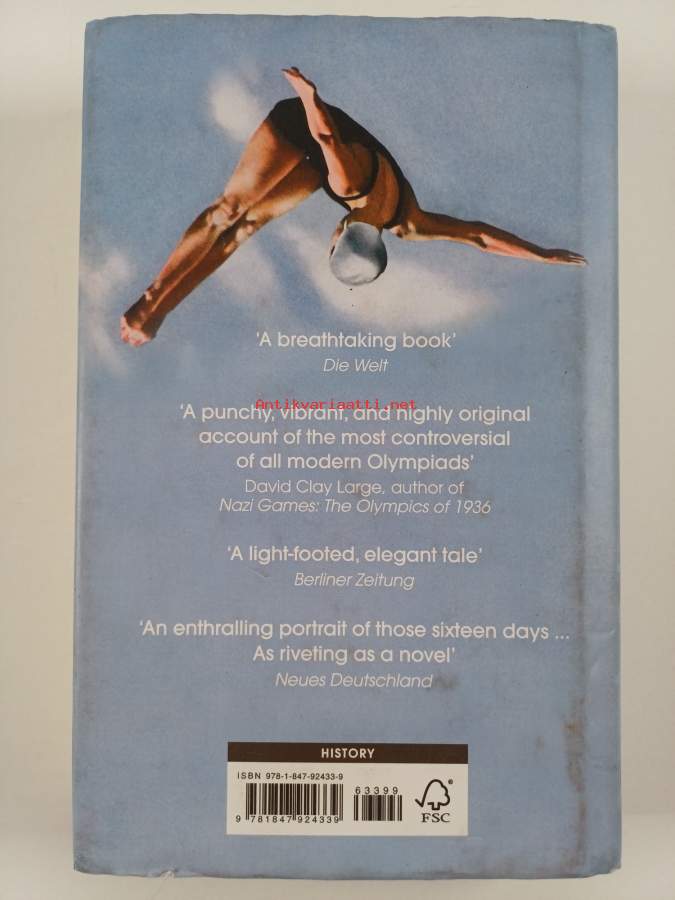 'A breathtaking book'
Die Welt
Antikvariaatti.net
'A punchy, vibrant, and highly original
account of the most controversial
of all modern Olympiads'
David Clay Large, author of
Nazi Games: The Olympics of 1936
'A light-footed, elegant tale'
Berliner Zeitung
'An enthralling portrait of those sixteen days ...
As riveting as a novel'
Neues Deutschland
HISTORY
ISBN 978-1-847-92433-9
63399
9 781847 924339
FSC